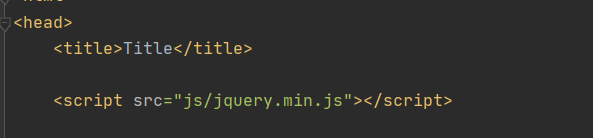 <head>
<title>Title</title>
<script src="js/jquery.min.js"></script>